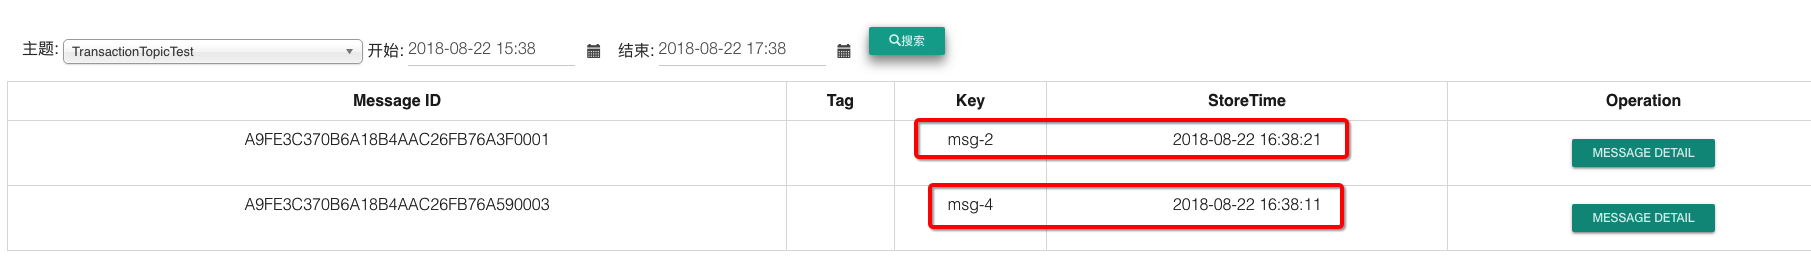 主题: TransactionTopicTest 开始: 2018-08-22 15:38 结束: 2018-08-22 17:38 搜索
Message ID Tag Key StoreTime Operation
A9FE3C370B6A18B4AAC26FB76A3F0001 msg-2 2018-08-22 16:38:21 MESSAGE DETAIL
A9FE3C370B6A18B4AAC26FB76A590003 msg-4 2018-08-22 16:38:11 MESSAGE DETAIL